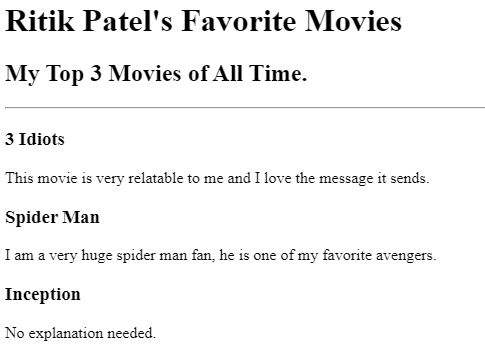 Ritik Patel's Favorite Movies
My Top 3 Movies of All Time.
3 Idiots
This movie is very relatable to me and I love the message it sends.
Spider Man
I am a very huge spider man fan, he is one of my favorite avengers.
Inception
No explanation needed.